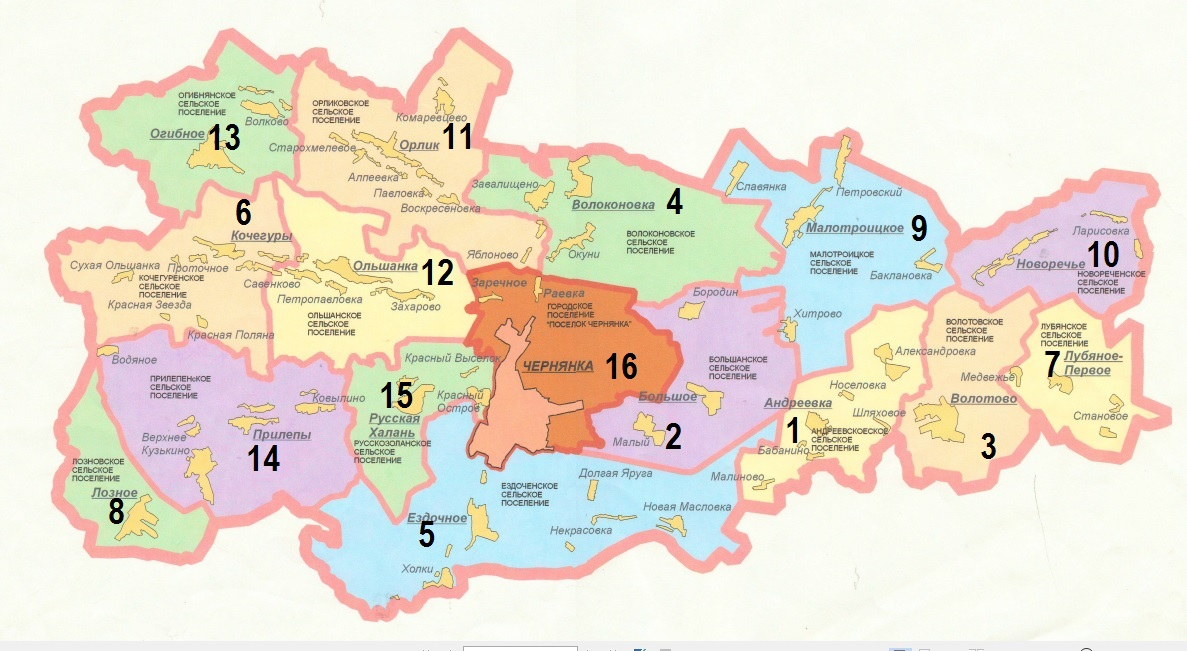 ОГИБНЯНСКОЕ
СЕЛЬСКОЕ
ПОСЕЛЕНИЕ
Волково
Огибное
13
ОРЛИКОВСКОЕ
СЕЛЬСКОЕ
ПОСЕЛЕНИЕ
Комаревцево
11
Орлик
Старохмелевое
Алпеевка
Павловка
Воскресеновка
Завалищено
Волоконовка
4
ВОЛОКОНОВСКОЕ
СЕЛЬСКОЕ
ПОСЕЛЕНИЕ
Окуни
Яблоново
Славянка
Петровский
Малотроицкое
9
МАЛОТРОИЦКОЕ
СЕЛЬСКОЕ
ПОСЕЛЕНИЕ
Баклановка
Хитрово
Ларисовка
10
Новоречье
НОВОРЕЧЕНСКОЕ
СЕЛЬСКОЕ
ПОСЕЛЕНИЕ
6
Кочегуры
Сухая Ольшанка
Проточное
КОЧЕГУРЕНСКОЕ
СЕЛЬСКОЕ
ПОСЕЛЕНИЕ
Красная Звезда
Красная Поляна
Савенково
Ольшанка
12
Петропавловка
Захарово
ОЛЬШАНСКОЕ
СЕЛЬСКОЕ
ПОСЕЛЕНИЕ
Заречное
Раевка
ГОРОДСКОЕ
ПОСЕЛЕНИЕ
"ПОСЕЛОК ЧЕРНЯНКА"
ЧЕРНЯНКА
16
Бородин
БОЛЬШАНСКОЕ
СЕЛЬСКОЕ
ПОСЕЛЕНИЕ
Большое
2
Малый
Александровка
Носеловка
Андреевка
Шляховое
1
АНДРЕЕВСКОЕСКОЕ
СЕЛЬСКОЕ
ПОСЕЛЕНИЕ
Бабанино
Малиново
ВОЛОТОВСКОЕ
СЕЛЬСКОЕ
ПОСЕЛЕНИЕ
Медвежье
Волотово
3
ЛУБЯНСКОЕ
СЕЛЬСКОЕ
ПОСЕЛЕНИЕ
7
Лубяное-
Первое
Становое
Водяное
ПРИЛЕПЕНСКОЕ
СЕЛЬСКОЕ
ПОСЕЛЕНИЕ
Ковылино
Верхнее
Кузькино
Прилепы
14
Красный Выселок
15
Красный
Остров
Русская
Халань
РУССКОХАЛАНСКОЕ
СЕЛЬСКОЕ
ПОСЕЛЕНИЕ
ЛОЗНОВСКОЕ
СЕЛЬСКОЕ
ПОСЕЛЕНИЕ
Лозное
8
ЕЗДОЧЕНСКОЕ
СЕЛЬСКОЕ
ПОСЕЛЕНИЕ
Долгая Яруга
Ездочное
5
Новая Масловка
Некрасовка
Холки